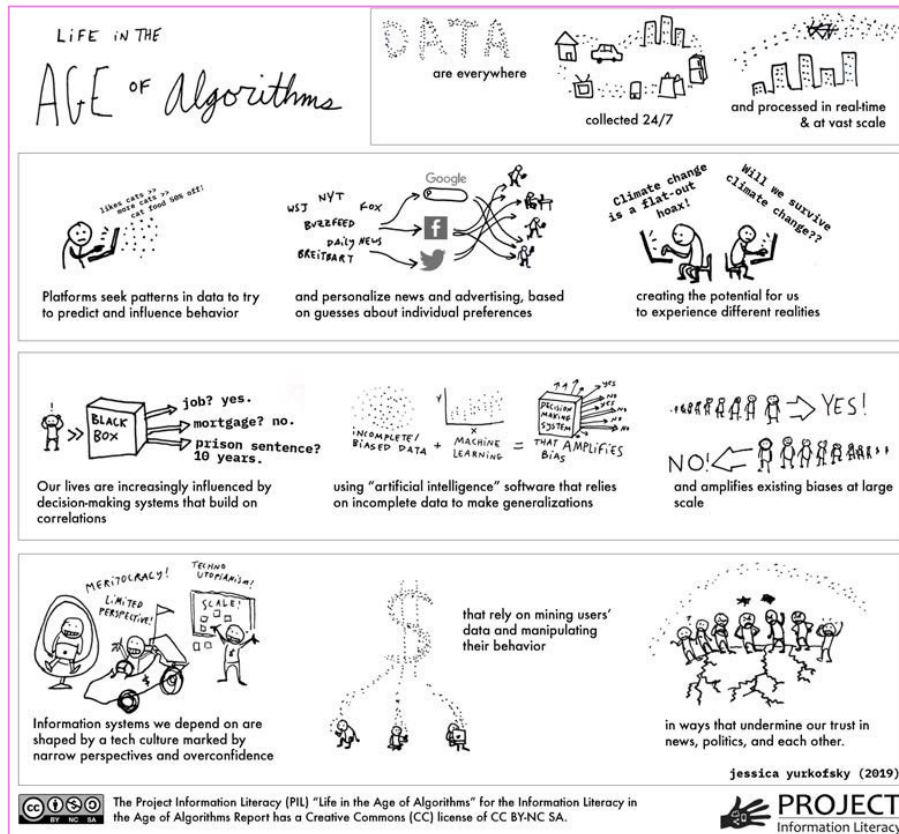 LIFE IN THE
AGE OF Algorithms
DATA
are everywhere
collected 24/7
and processed in real-time
& at vast scale
likes cats >>
more cats >>
cat food 50% off!
Platforms seek patterns in data to try
to predict and influence behavior
Google
WSJ NYT FOX
BUZZFEED
DAILY NEWS
BREITBART
f
and personalize news and advertising, based
on guesses about individual preferences
Climate change
is a flat-out
hoax!
Will we survive
climate change??
creating the potential for us
to experience different realities
!
>>
BLACK
BOX
job? yes.
mortgage? no.
prison sentence?
10 years.
Our lives are increasingly influenced by
decision-making systems that build on
correlations
INCOMPLETE/
BIASED DATA
+
Y
X
MACHINE
LEARNING
=
DECISION
MAKING
SYSTEM
YES
NO
YES
NO
NO
NO
THAT AMPLIFIES
BIAS
using "artificial intelligence" software that relies
on incomplete data to make generalizations
YES!
NO!
and amplifies existing biases at large
scale
MERITOCRACY!
LIMITED
PERSPECTIVE!
TECHNO
UTOPIANISM!
SCALE!
Information systems we depend on are
shaped by a tech culture marked by
narrow perspectives and overconfidence
$
that rely on mining users'
data and manipulating
their behavior
in ways that undermine our trust in
news, politics, and each other.
jessica yurkofsky (2019)
cc
BY NC SA
The Project Information Literacy (PIL) "Life in the Age of Algorithms" for the Information Literacy in
the Age of Algorithms Report has a Creative Commons (CC) license of CC BY-NC SA.
PROJECT
Information Literacy